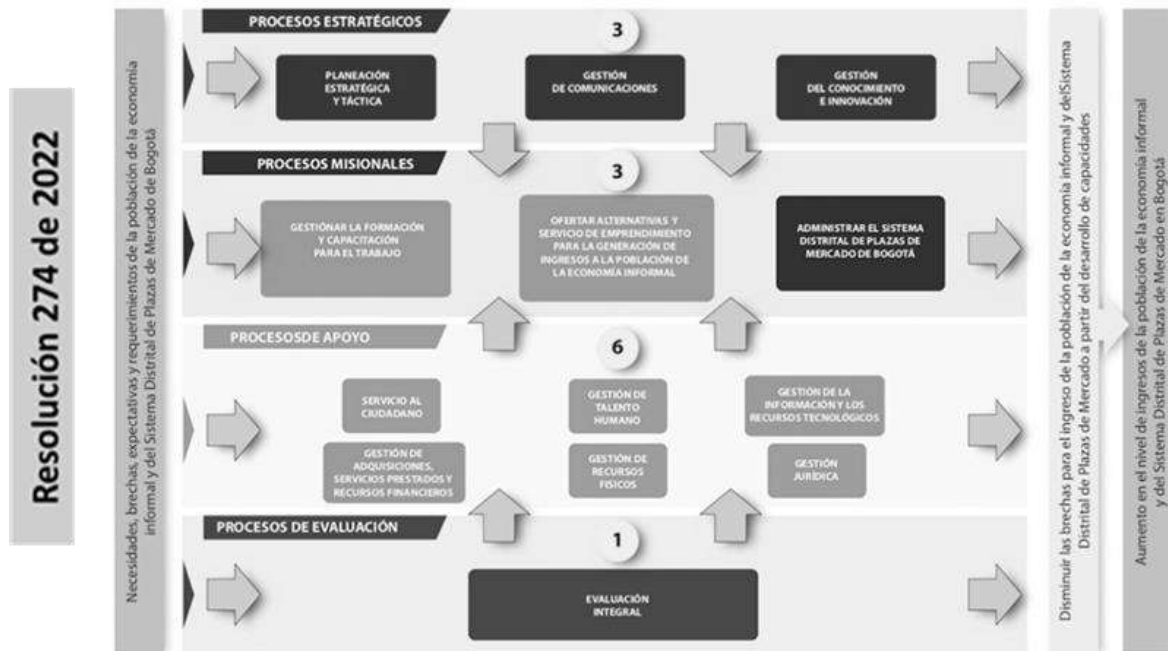 Resolución 274 de 2022
Necesidades, brechas, expectativas y requerimientos de la población de la economía
informal y del Sistema Distrital de Plazas de Mercado de Bogotá
PROCESOS ESTRATÉGICOS
3
PLANEACIÓN
ESTRATÉGICA
Y TÁCTICA
GESTIÓN
DE COMUNICACIONES
GESTIÓN
DEL CONOCIMIENTO
E INNOVACIÓN
PROCESOS MISIONALES
3
GESTIÓNAR LA FORMACIÓN
Y CAPACITACIÓN
PARA EL TRABAJO
OFERTAR ALTERNATIVAS Y
SERVICIO DE EMPRENDIMIENTO
PARA LA GENERACIÓN DE
INGRESOS A LA POBLACIÓN DE
LA ECONOMÍA INFORMAL
ADMINISTRAR EL SISTEMA
DISTRITAL DE PLAZAS DE
MERCADO DE BOGOTÁ
PROCESOSDE APOYO
6
SERVICIO AL
CIUDADANO
GESTIÓN DE
TALENTO
HUMANO
GESTIÓN DE LA
INFORMACIÓN Y LOS
RECURSOS TECNOLÓGICOS
GESTIÓN DE
ADQUISICIONES,
SERVICIOS PRESTADOS Y
RECURSOS FINANCIEROS
GESTIÓN DE
RECURSOS
FISICOS
GESTIÓN
JURÍDICA
PROCESOS DE EVALUACIÓN
1
EVALUACIÓN
INTEGRAL
Disminuir las brechas para el ingreso de la población de la economía informal y delSistema
Distrital de Plazas de Mercado a partir del desarrollo de capacidades
Aumento en el nivel de ingresos de la población de la economía informal
y del Sistema Distrital de Plazas de Mercado en Bogotá